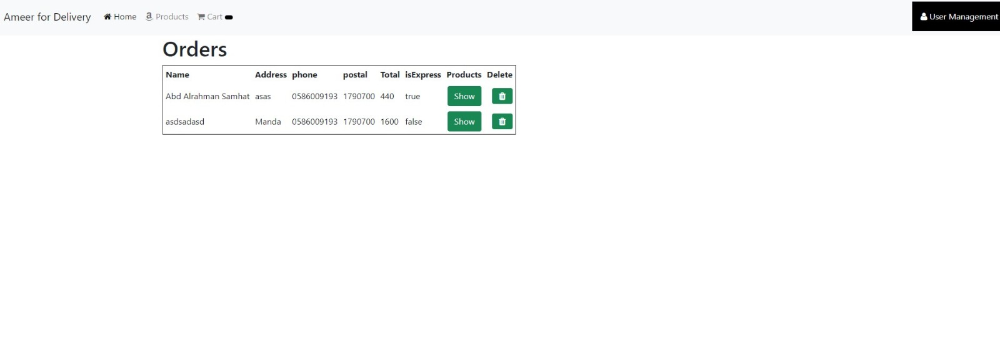 Ameer for Delivery Home Products Cart User Management
Orders
Name Address phone postal Total isExpress Products Delete
Abd Alrahman Samhat asas 0586009193 1790700 440 true Show
asdsadasd Manda 0586009193 1790700 1600 false Show